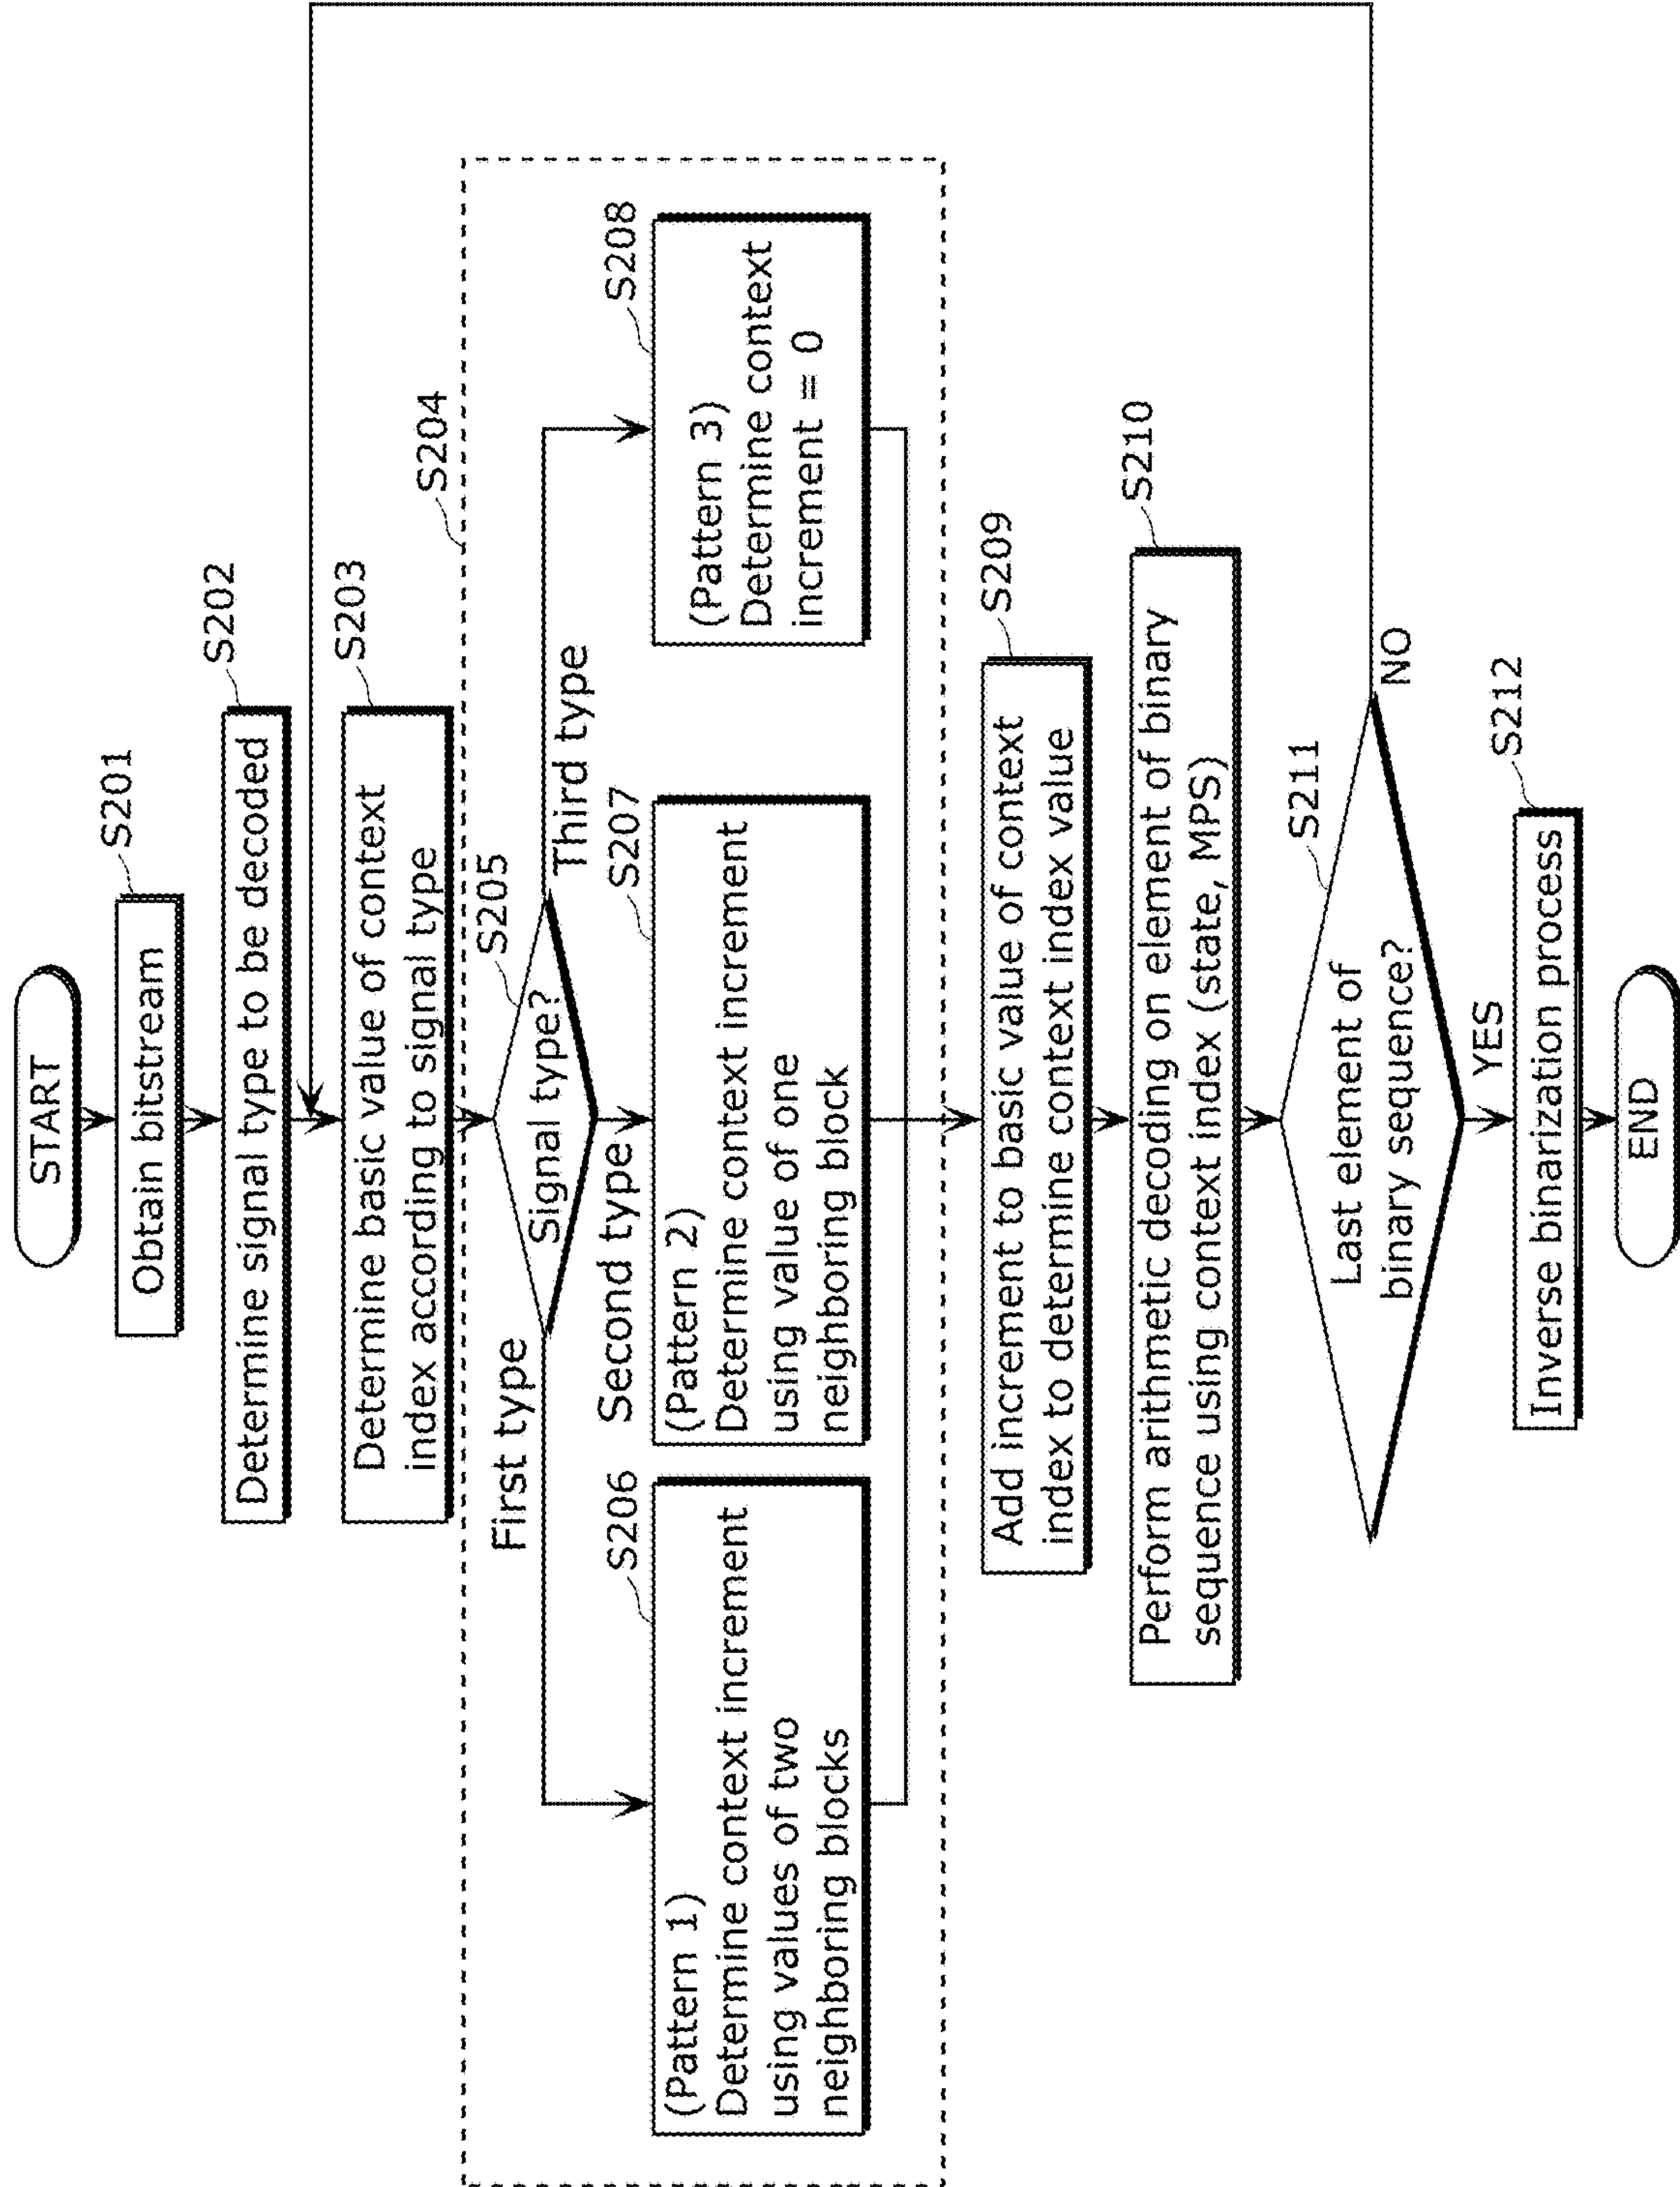 START
S201
Obtain bitstream
S202
Determine signal type to be decoded
S203
Determine basic value of context
index according to signal type
S204
S205
Signal type?
First type
Second type
Third type
S206
(Pattern 1)
Determine context increment
using values of two
neighboring blocks
S207
(Pattern 2)
Determine context increment
using value of one
neighboring block
S208
(Pattern 3)
Determine context
increment = 0
S209
Add increment to basic value of context
index to determine context index value
S210
Perform arithmetic decoding on element of binary
sequence using context index (state, MPS)
S211
Last element of
binary sequence?
NO
YES
S212
Inverse binarization process
END